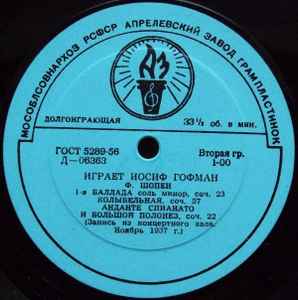 МОСОБЛСОВНАРХОЗ РСФСР АПРЕЛЕВСКИЙ ЗАВОД ГРАМПЛАСТИНОК
АЗ
ДОЛГОИГРАЮЩАЯ
33⅓ об. в мин.
ГОСТ 5289-56
Д—06363
Вторая гр.
1-00
ИГРАЕТ ИОСИФ ГОФМАН
Ф. ШОПЕН
1-я БАЛЛАДА соль минор, соч. 23
КОЛЫБЕЛЬНАЯ, соч. 57
АНДАНТЕ СПИАНАТО
И БОЛЬШОЙ ПОЛОНЕЗ, соч. 22
(Запись из концертного зала.
Ноябрь 1937 г.)